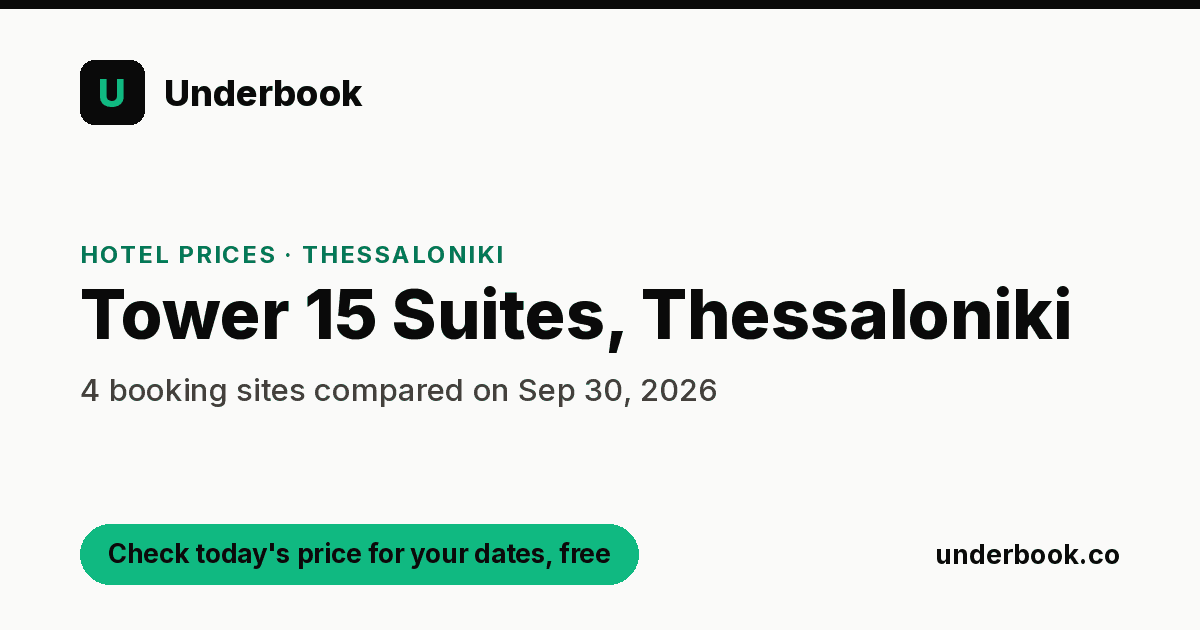 U
Underbook
HOTEL PRICES · THESSALONIKI
Tower 15 Suites, Thessaloniki
4 booking sites compared on Sep 30, 2026
Check today's price for your dates, free
underbook.co